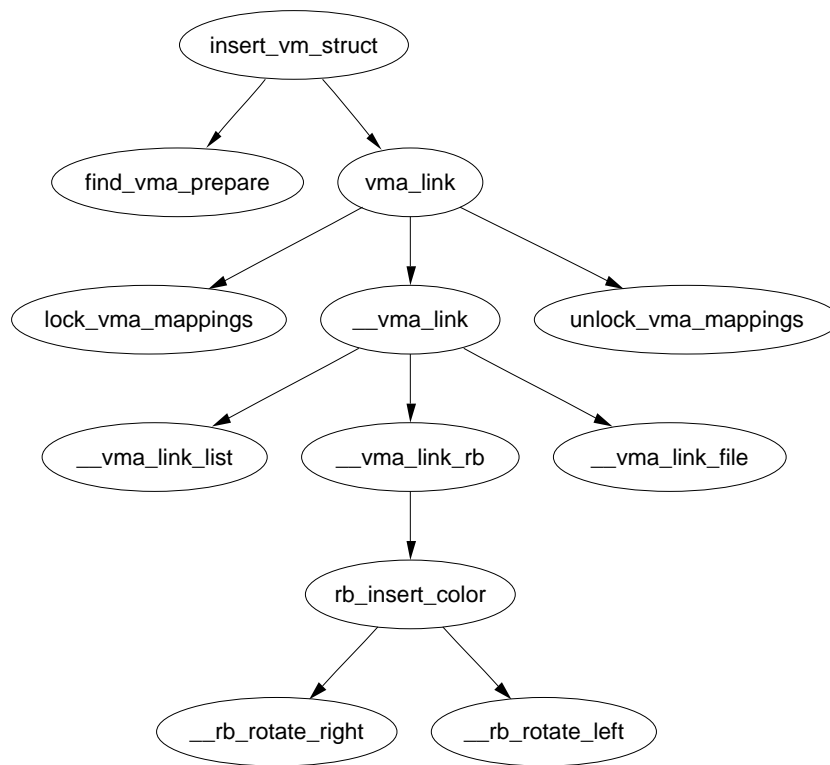 insert_vm_struct
find_vma_prepare
vma_link
lock_vma_mappings
__vma_link
unlock_vma_mappings
__vma_link_list
__vma_link_rb
__vma_link_file
rb_insert_color
__rb_rotate_right
__rb_rotate_left